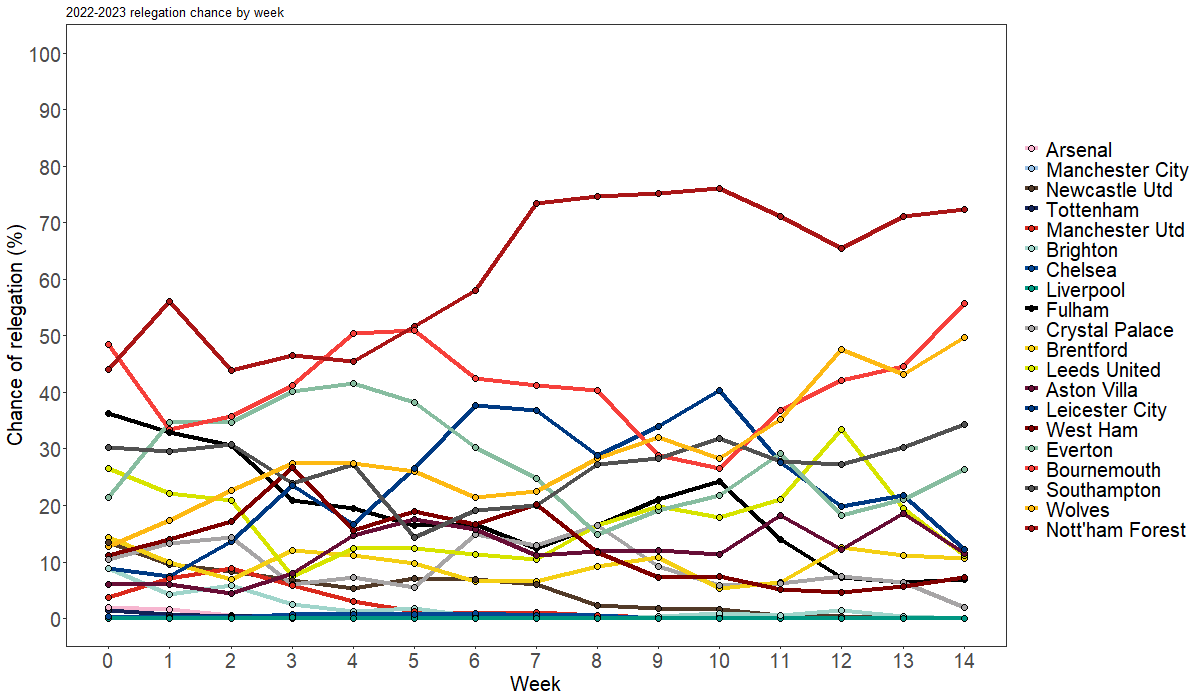 2022-2023 relegation chance by week
Chance of relegation (%)
100
90
80
70
60
50
40
30
20
10
0
0 1 2 3 4 5 6 7 8 9 10 11 12 13 14
Week
Arsenal
Manchester City
Newcastle Utd
Tottenham
Manchester Utd
Brighton
Chelsea
Liverpool
Fulham
Crystal Palace
Brentford
Leeds United
Aston Villa
Leicester City
West Ham
Everton
Bournemouth
Southampton
Wolves
Nott'ham Forest